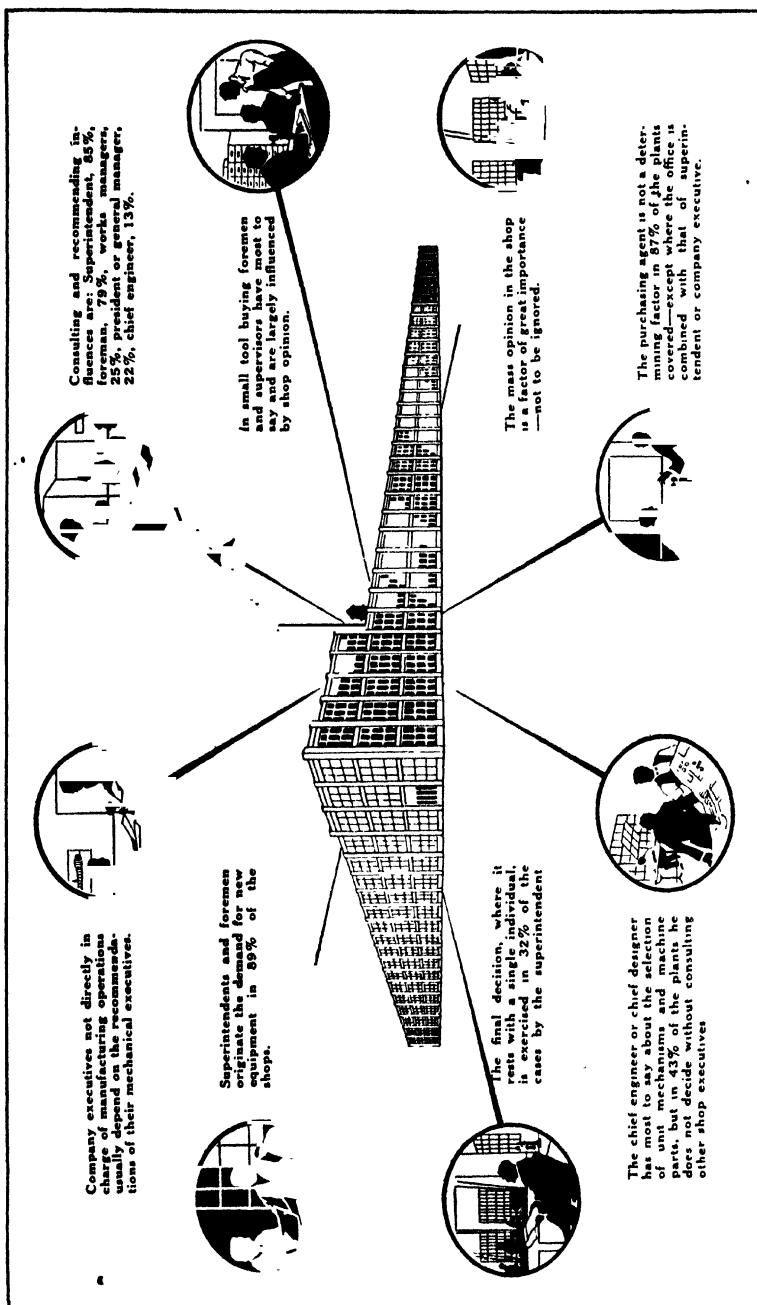 Company executives not directly in
charge of manufacturing operations
usually depend on the recommenda-
tions of their mechanical executives.
Consulting and recommending in-
fluences are: Superintendent, 85%,
foreman, 79%, works managers,
25%, president or general manager,
22%, chief engineer, 13%.
Superintendents and foremen
originate the demand for new
equipment in 89% of the
shops.
In small tool buying foremen
and supervisors have most to
say and are largely influenced
by shop opinion.
The final decision, where it
rests with a single individual,
is exercised in 32% of the
cases by the superintendent
The mass opinion in the shop
is a factor of great importance
—not to be ignored.
The chief engineer or chief designer
has most to say about the selection
of unit mechanisms and machine
parts, but in 43% of the plants he
does not decide without consulting
other shop executives
The purchasing agent is not a deter-
mining factor in 87% of the plants
covered—except where the office is
combined with that of superin-
tendent or company executive.